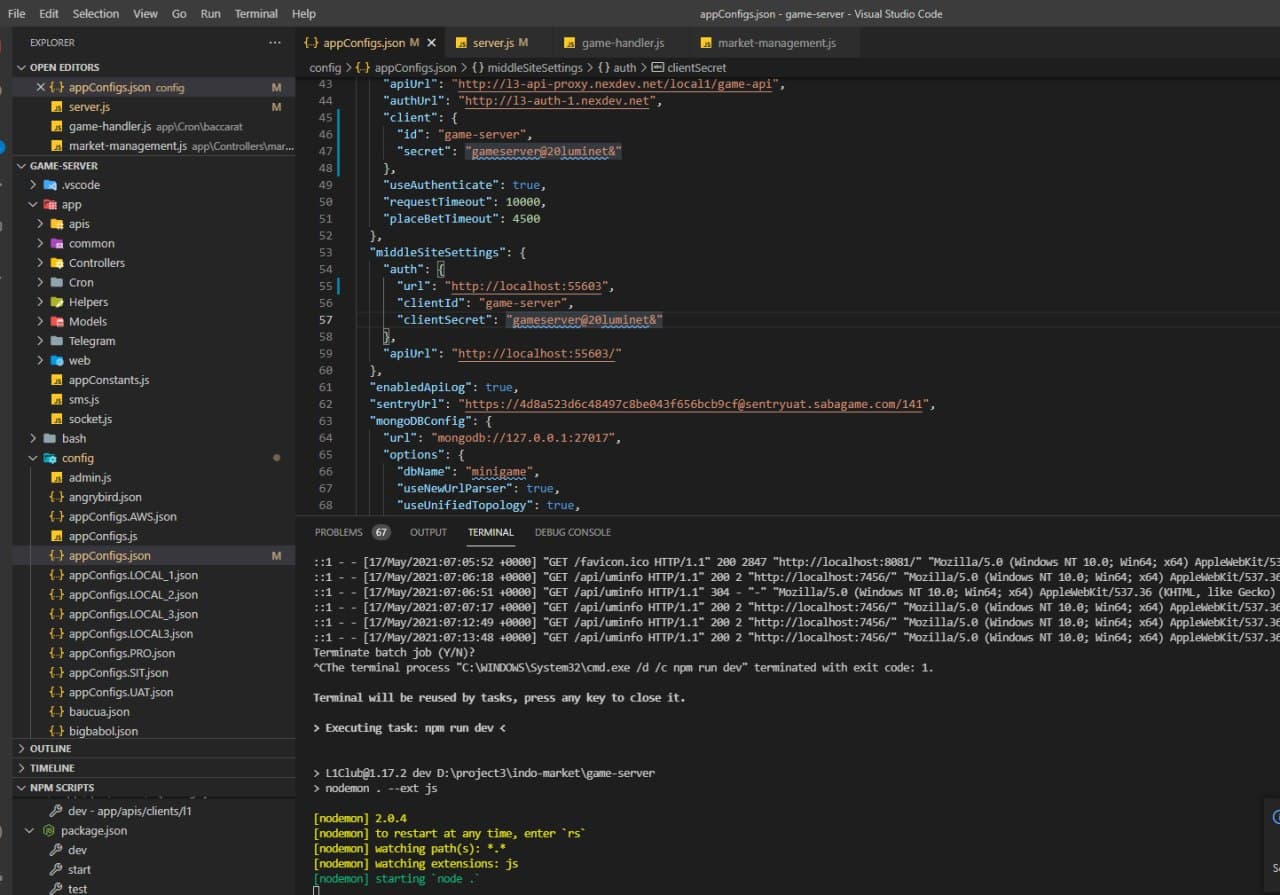 File Edit Selection View Go Run Terminal Help
appConfigs.json - game-server - Visual Studio Code
EXPLORER
OPEN EDITORS
appConfigs.json config M
server.js M
game-handler.js app\Cron\baccarat
market-management.js app\Controllers\mar...
GAME-SERVER
.vscode
app
apis
common
Controllers
Cron
Helpers
Models
Telegram
web
appConstants.js
sms.js
socket.js
bash
config
admin.js
angrybird.json
appConfigs.AWS.json
appConfigs.js
appConfigs.json M
appConfigs.LOCAL_1.json
appConfigs.LOCAL_2.json
appConfigs.LOCAL_3.json
appConfigs.LOCAL3.json
appConfigs.PRO.json
appConfigs.SIT.json
appConfigs.UAT.json
baucua.json
bigbabol.json
OUTLINE
TIMELINE
NPM SCRIPTS
dev - app/apis/clients/l1
package.json
dev
start
test
appConfigs.json M
server.js M
game-handler.js
market-management.js
config > {} appConfigs.json > {} middleSiteSettings > {} auth > clientSecret
43 "apiUrl": "http://l3-api-proxy.nexdev.net/local1/game-api",
44 "authUrl": "http://l3-auth-1.nexdev.net",
45 "client": {
46 "id": "game-server",
47 "secret": "gameserver@20luminet&"
48 },
49 "useAuthenticate": true,
50 "requestTimeout": 10000,
51 "placeBetTimeout": 4500
52 },
53 "middleSiteSettings": {
54 "auth": {
55 "url": "http://localhost:55603",
56 "clientId": "game-server",
57 "clientSecret": "gameserver@20luminet&"
58 },
59 "apiUrl": "http://localhost:55603/"
60 },
61 "enabledApiLog": true,
62 "sentryUrl": "https://4d8a523d6c48497c8be043f656bcb9cf@sentryuat.sabagame.com/141",
63 "mongoDBConfig": {
64 "url": "mongodb://127.0.0.1:27017",
65 "options": {
66 "dbName": "minigame",
67 "useNewUrlParser": true,
68 "useUnifiedTopology": true,
PROBLEMS 67 OUTPUT TERMINAL DEBUG CONSOLE
::1 - - [17/May/2021:07:05:52 +0000] "GET /favicon.ico HTTP/1.1" 200 2847 "http://localhost:8081/" "Mozilla/5.0 (Windows NT 10.0; Win64; x64) AppleWebKit/53
::1 - - [17/May/2021:07:06:18 +0000] "GET /api/uminfo HTTP/1.1" 200 2 "http://localhost:7456/" "Mozilla/5.0 (Windows NT 10.0; Win64; x64) AppleWebKit/537.36
::1 - - [17/May/2021:07:06:51 +0000] "GET /api/uminfo HTTP/1.1" 304 - "-" "Mozilla/5.0 (Windows NT 10.0; Win64; x64) AppleWebKit/537.36 (KHTML, like Gecko)
::1 - - [17/May/2021:07:07:17 +0000] "GET /api/uminfo HTTP/1.1" 200 2 "http://localhost:7456/" "Mozilla/5.0 (Windows NT 10.0; Win64; x64) AppleWebKit/537.36
::1 - - [17/May/2021:07:12:49 +0000] "GET /api/uminfo HTTP/1.1" 200 2 "http://localhost:7456/" "Mozilla/5.0 (Windows NT 10.0; Win64; x64) AppleWebKit/537.36
::1 - - [17/May/2021:07:13:48 +0000] "GET /api/uminfo HTTP/1.1" 200 2 "http://localhost:7456/" "Mozilla/5.0 (Windows NT 10.0; Win64; x64) AppleWebKit/537.36
Terminate batch job (Y/N)?
^CThe terminal process "C:\WINDOWS\System32\cmd.exe /d /c npm run dev" terminated with exit code: 1.
Terminal will be reused by tasks, press any key to close it.
> Executing task: npm run dev <
> L1Club@1.17.2 dev D:\project3\indo-market\game-server
> nodemon . --ext js
[nodemon] 2.0.4
[nodemon] to restart at any time, enter `rs`
[nodemon] watching path(s): *.*
[nodemon] watching extensions: js
[nodemon] starting `node .`